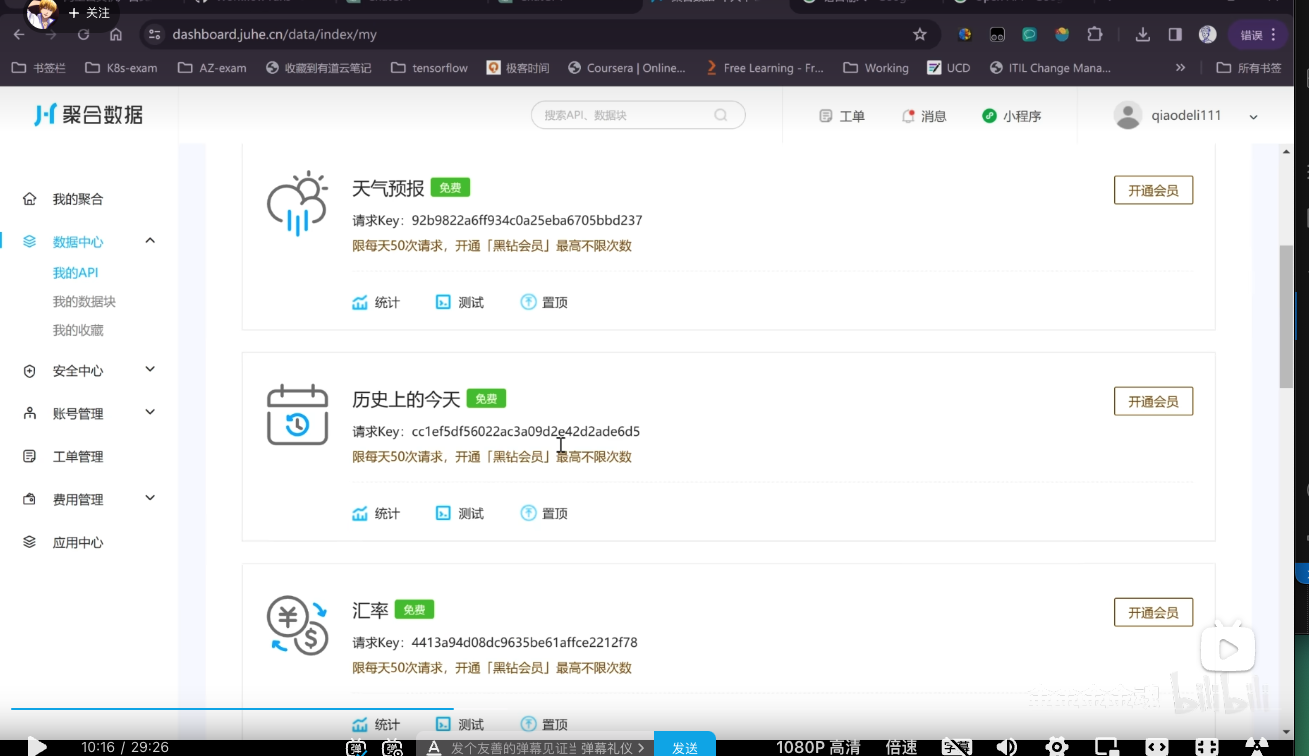 + 关注
dashboard.juhe.cn/data/index/my
错误
书签栏
K8s-exam
AZ-exam
收藏到有道云笔记
tensorflow
极客时间
Coursera | Online...
Free Learning - Fr...
Working
UCD
ITIL Change Mana...
»
所有书签
聚合数据
搜索API、数据块
工单
消息
小程序
qiaodeli111
我的聚合
数据中心
我的API
我的数据块
我的收藏
安全中心
账号管理
工单管理
费用管理
应用中心
天气预报 免费
开通会员
请求Key：92b9822a6ff934c0a25eba6705bbd237
限每天50次请求，开通「黑钻会员」最高不限次数
统计 测试 置顶
历史上的今天 免费
开通会员
请求Key：cc1ef5df56022ac3a09d2e42d2ade6d5
限每天50次请求，开通「黑钻会员」最高不限次数
统计 测试 置顶
汇率 免费
开通会员
请求Key：4413a94d08dc9635be61affce2212f78
限每天50次请求，开通「黑钻会员」最高不限次数
统计 测试 置顶
bilibili
10:16 / 29:26
发个友善的弹幕见证当
弹幕礼仪 >
发送
1080P 高清
倍速